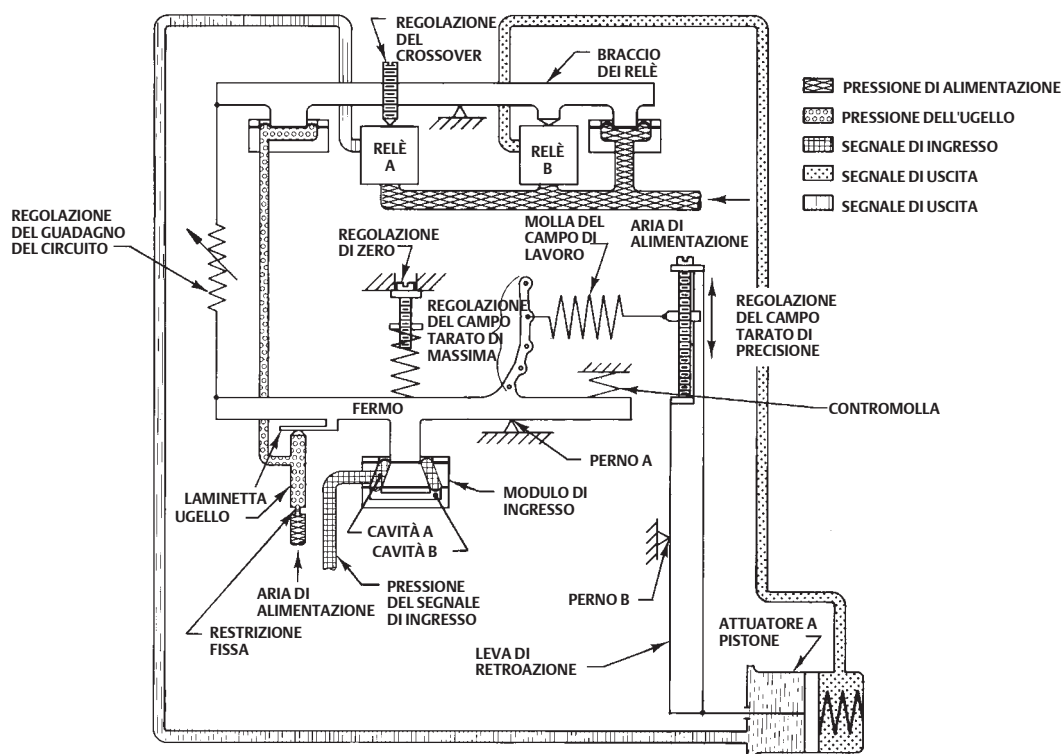 REGOLAZIONE
DEL
CROSSOVER
BRACCIO
DEI RELÈ
PRESSIONE DI ALIMENTAZIONE
PRESSIONE DELL'UGELLO
SEGNALE DI INGRESSO
SEGNALE DI USCITA
SEGNALE DI USCITA
RELÈ
A
RELÈ
B
REGOLAZIONE
DEL GUADAGNO
DEL CIRCUITO
REGOLAZIONE
DI ZERO
MOLLA DEL
CAMPO DI
LAVORO
ARIA DI
ALIMENTAZIONE
REGOLAZIONE
DEL CAMPO
TARATO DI
MASSIMA
REGOLAZIONE
DEL CAMPO
TARATO DI
PRECISIONE
FERMO
CONTROMOLLA
PERNO A
LAMINETTA
UGELLO
MODULO DI
INGRESSO
CAVITÀ A
CAVITÀ B
ARIA DI
ALIMENTAZIONE
PRESSIONE
DEL SEGNALE
DI INGRESSO
RESTRIZIONE
FISSA
PERNO B
LEVA DI
RETROAZIONE
ATTUATORE A
PISTONE